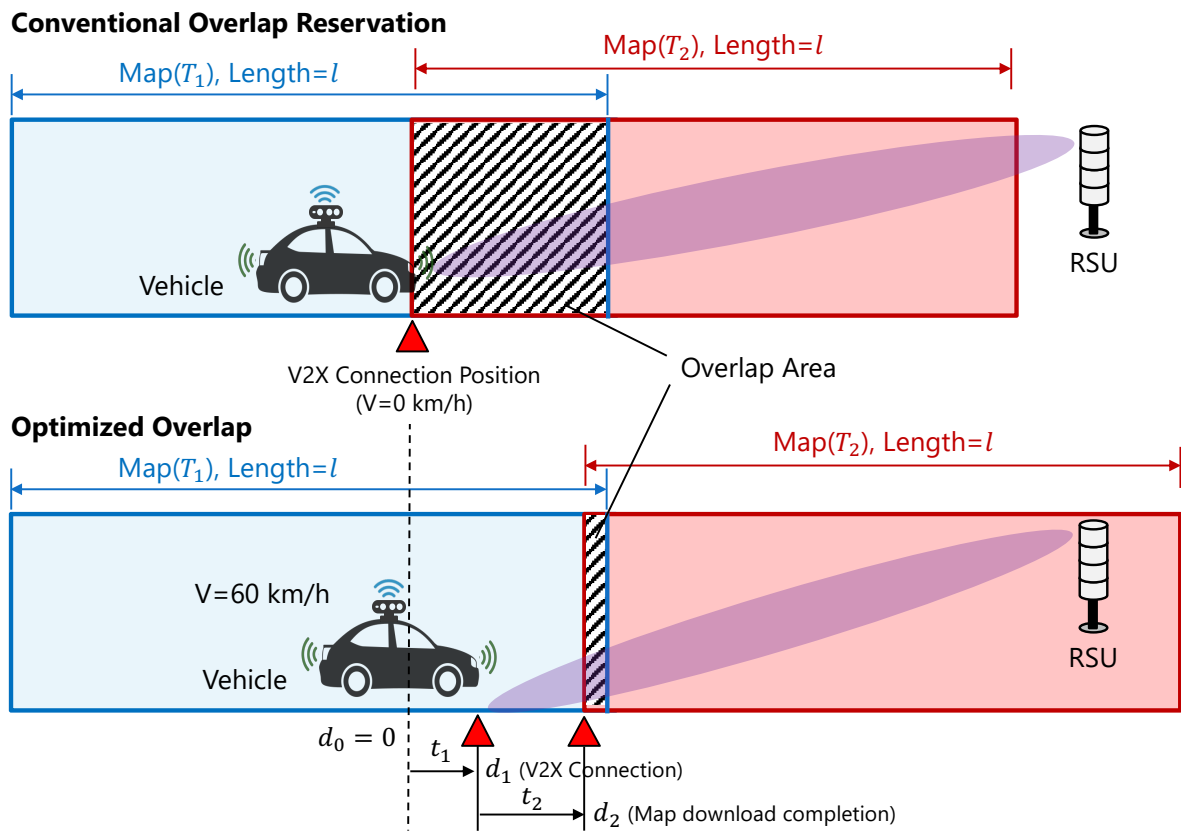 Conventional Overlap Reservation
Map(T₂), Length=l
Map(T₁), Length=l
Vehicle
RSU
V2X Connection Position
(V=0 km/h)
Overlap Area
Optimized Overlap
Map(T₂), Length=l
Map(T₁), Length=l
V=60 km/h
Vehicle
RSU
d₀ = 0
t₁
d₁ (V2X Connection)
t₂
d₂ (Map download completion)